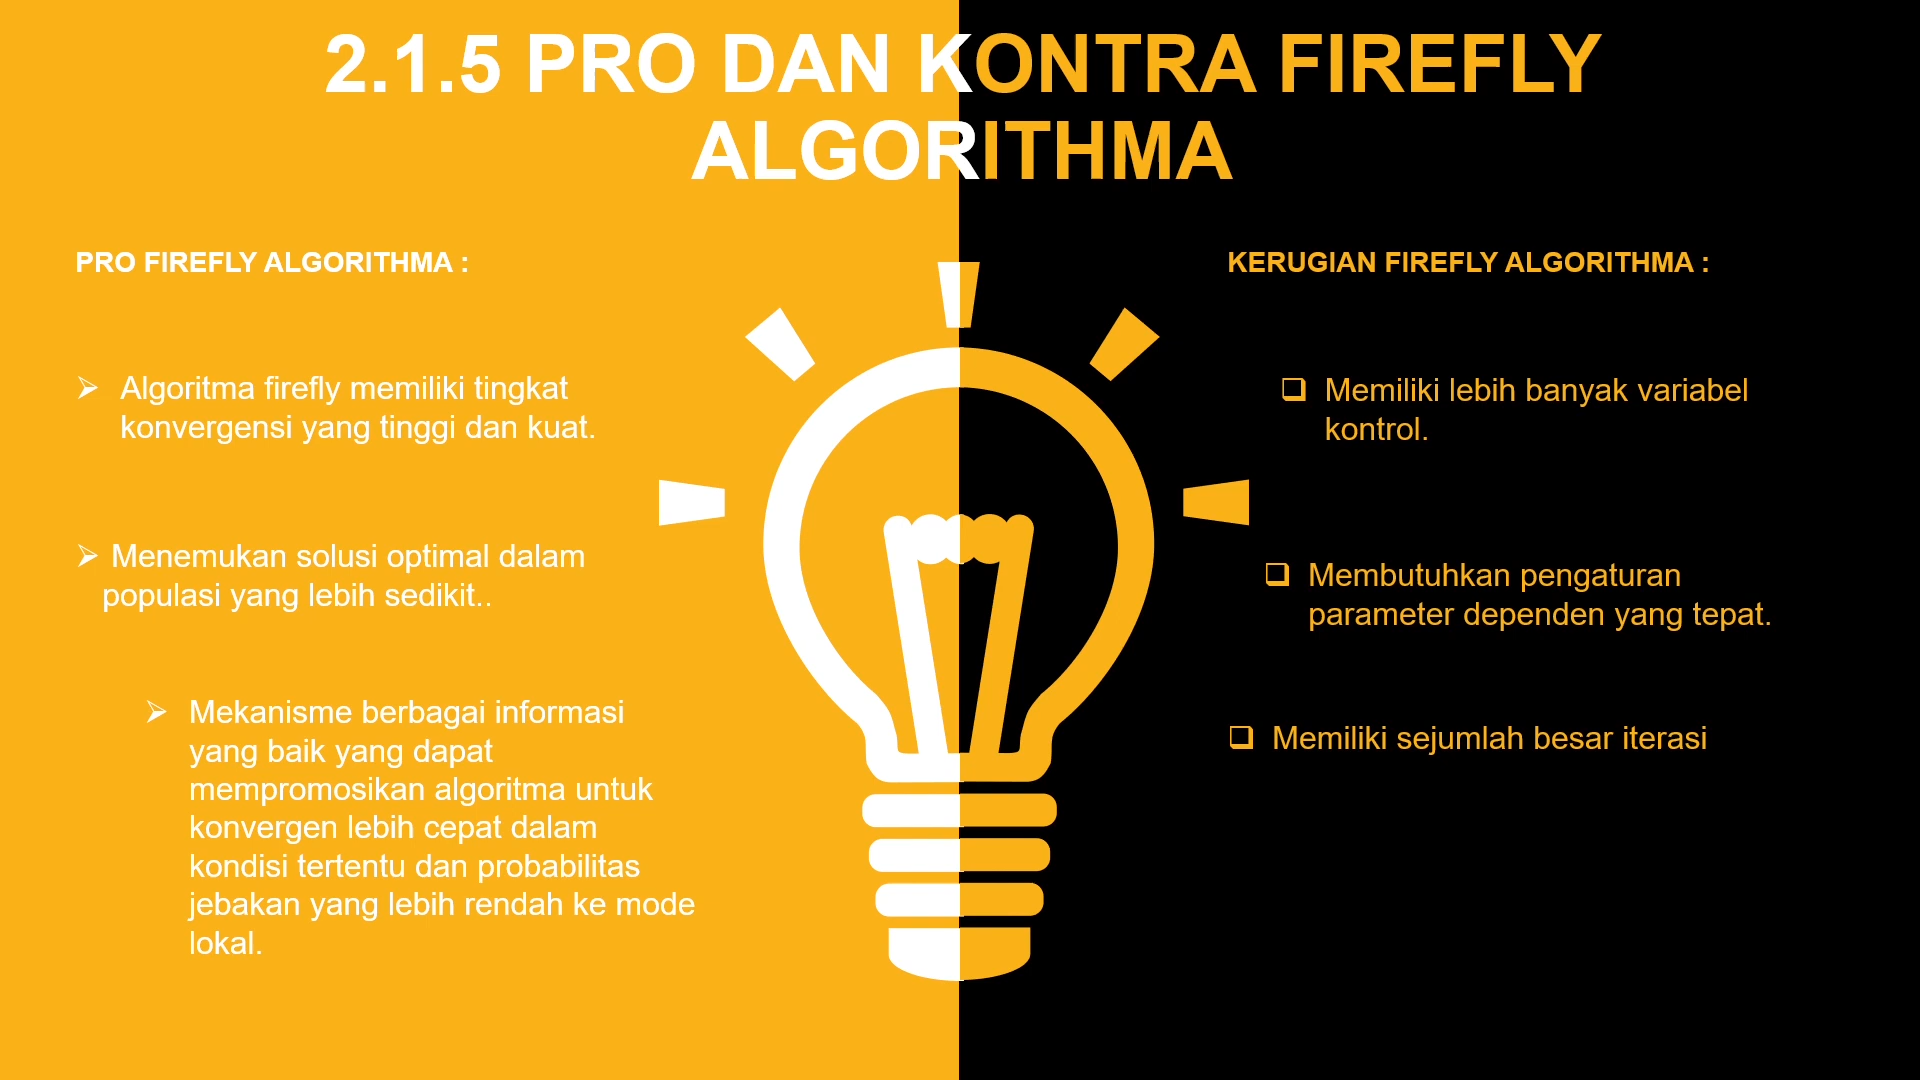 2.1.5 PRO DAN KONTRA FIREFLY
ALGORITHMA
PRO FIREFLY ALGORITHMA :
Algoritma firefly memiliki tingkat
konvergensi yang tinggi dan kuat.
Menemukan solusi optimal dalam
populasi yang lebih sedikit..
Mekanisme berbagai informasi
yang baik yang dapat
mempromosikan algoritma untuk
konvergen lebih cepat dalam
kondisi tertentu dan probabilitas
jebakan yang lebih rendah ke mode
lokal.
KERUGIAN FIREFLY ALGORITHMA :
Memiliki lebih banyak variabel
kontrol.
Membutuhkan pengaturan
parameter dependen yang tepat.
Memiliki sejumlah besar iterasi